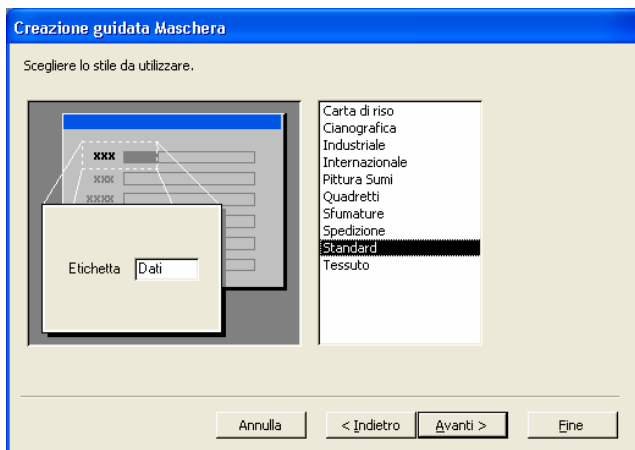 Creazione guidata Maschera
Scegliere lo stile da utilizzare.
xxx
xxx
xxxx
Etichetta Dati
Carta di riso
Cianografica
Industriale
Internazionale
Pittura Sumi
Quadretti
Sfumature
Spedizione
Standard
Tessuto
Annulla < Indietro Avanti > Fine